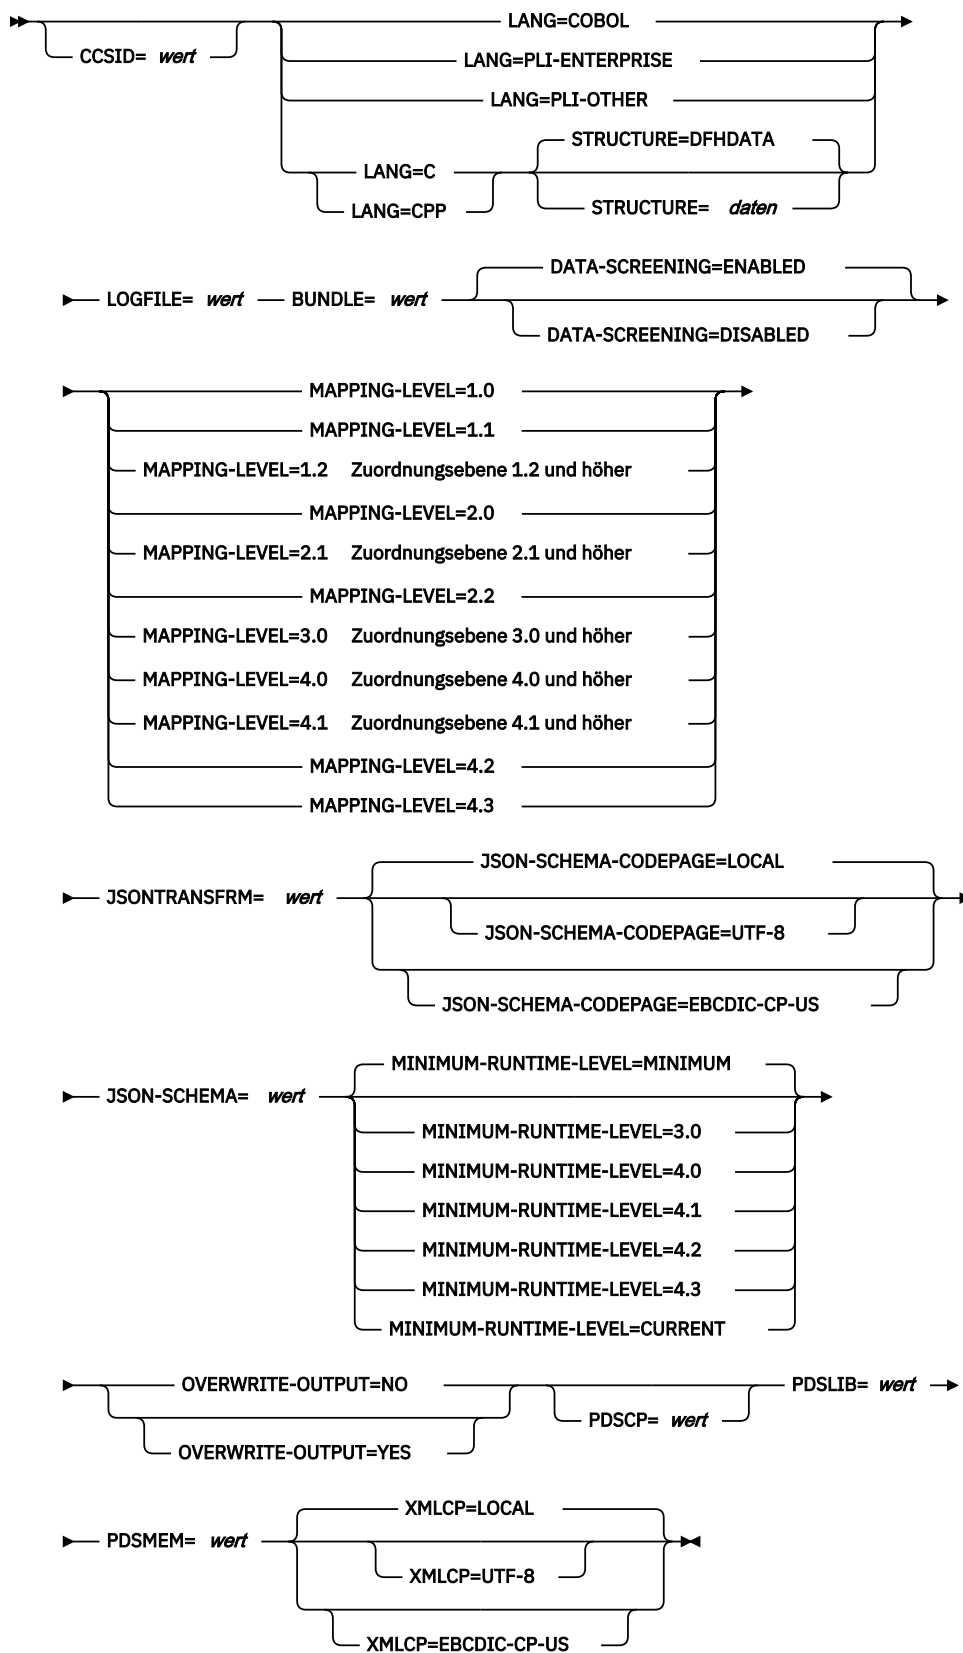 LANG=COBOL
CCSID= wert
LANG=PLI-ENTERPRISE
LANG=PLI-OTHER
STRUCTURE=DFHDATA
LANG=C
LANG=CPP
STRUCTURE= daten
DATA-SCREENING=ENABLED
LOGFILE= wert BUNDLE= wert
DATA-SCREENING=DISABLED
MAPPING-LEVEL=1.0
MAPPING-LEVEL=1.1
MAPPING-LEVEL=1.2 Zuordnungsebene 1.2 und höher
MAPPING-LEVEL=2.0
MAPPING-LEVEL=2.1 Zuordnungsebene 2.1 und höher
MAPPING-LEVEL=2.2
MAPPING-LEVEL=3.0 Zuordnungsebene 3.0 und höher
MAPPING-LEVEL=4.0 Zuordnungsebene 4.0 und höher
MAPPING-LEVEL=4.1 Zuordnungsebene 4.1 und höher
MAPPING-LEVEL=4.2
MAPPING-LEVEL=4.3
JSON-SCHEMA-CODEPAGE=LOCAL
JSONTRANSFRM= wert
JSON-SCHEMA-CODEPAGE=UTF-8
JSON-SCHEMA-CODEPAGE=EBCDIC-CP-US
MINIMUM-RUNTIME-LEVEL=MINIMUM
JSON-SCHEMA= wert
MINIMUM-RUNTIME-LEVEL=3.0
MINIMUM-RUNTIME-LEVEL=4.0
MINIMUM-RUNTIME-LEVEL=4.1
MINIMUM-RUNTIME-LEVEL=4.2
MINIMUM-RUNTIME-LEVEL=4.3
MINIMUM-RUNTIME-LEVEL=CURRENT
OVERWRITE-OUTPUT=NO PDSLIB= wert
PDSCP= wert
OVERWRITE-OUTPUT=YES
XMLCP=LOCAL
PDSMEM= wert
XMLCP=UTF-8
XMLCP=EBCDIC-CP-US